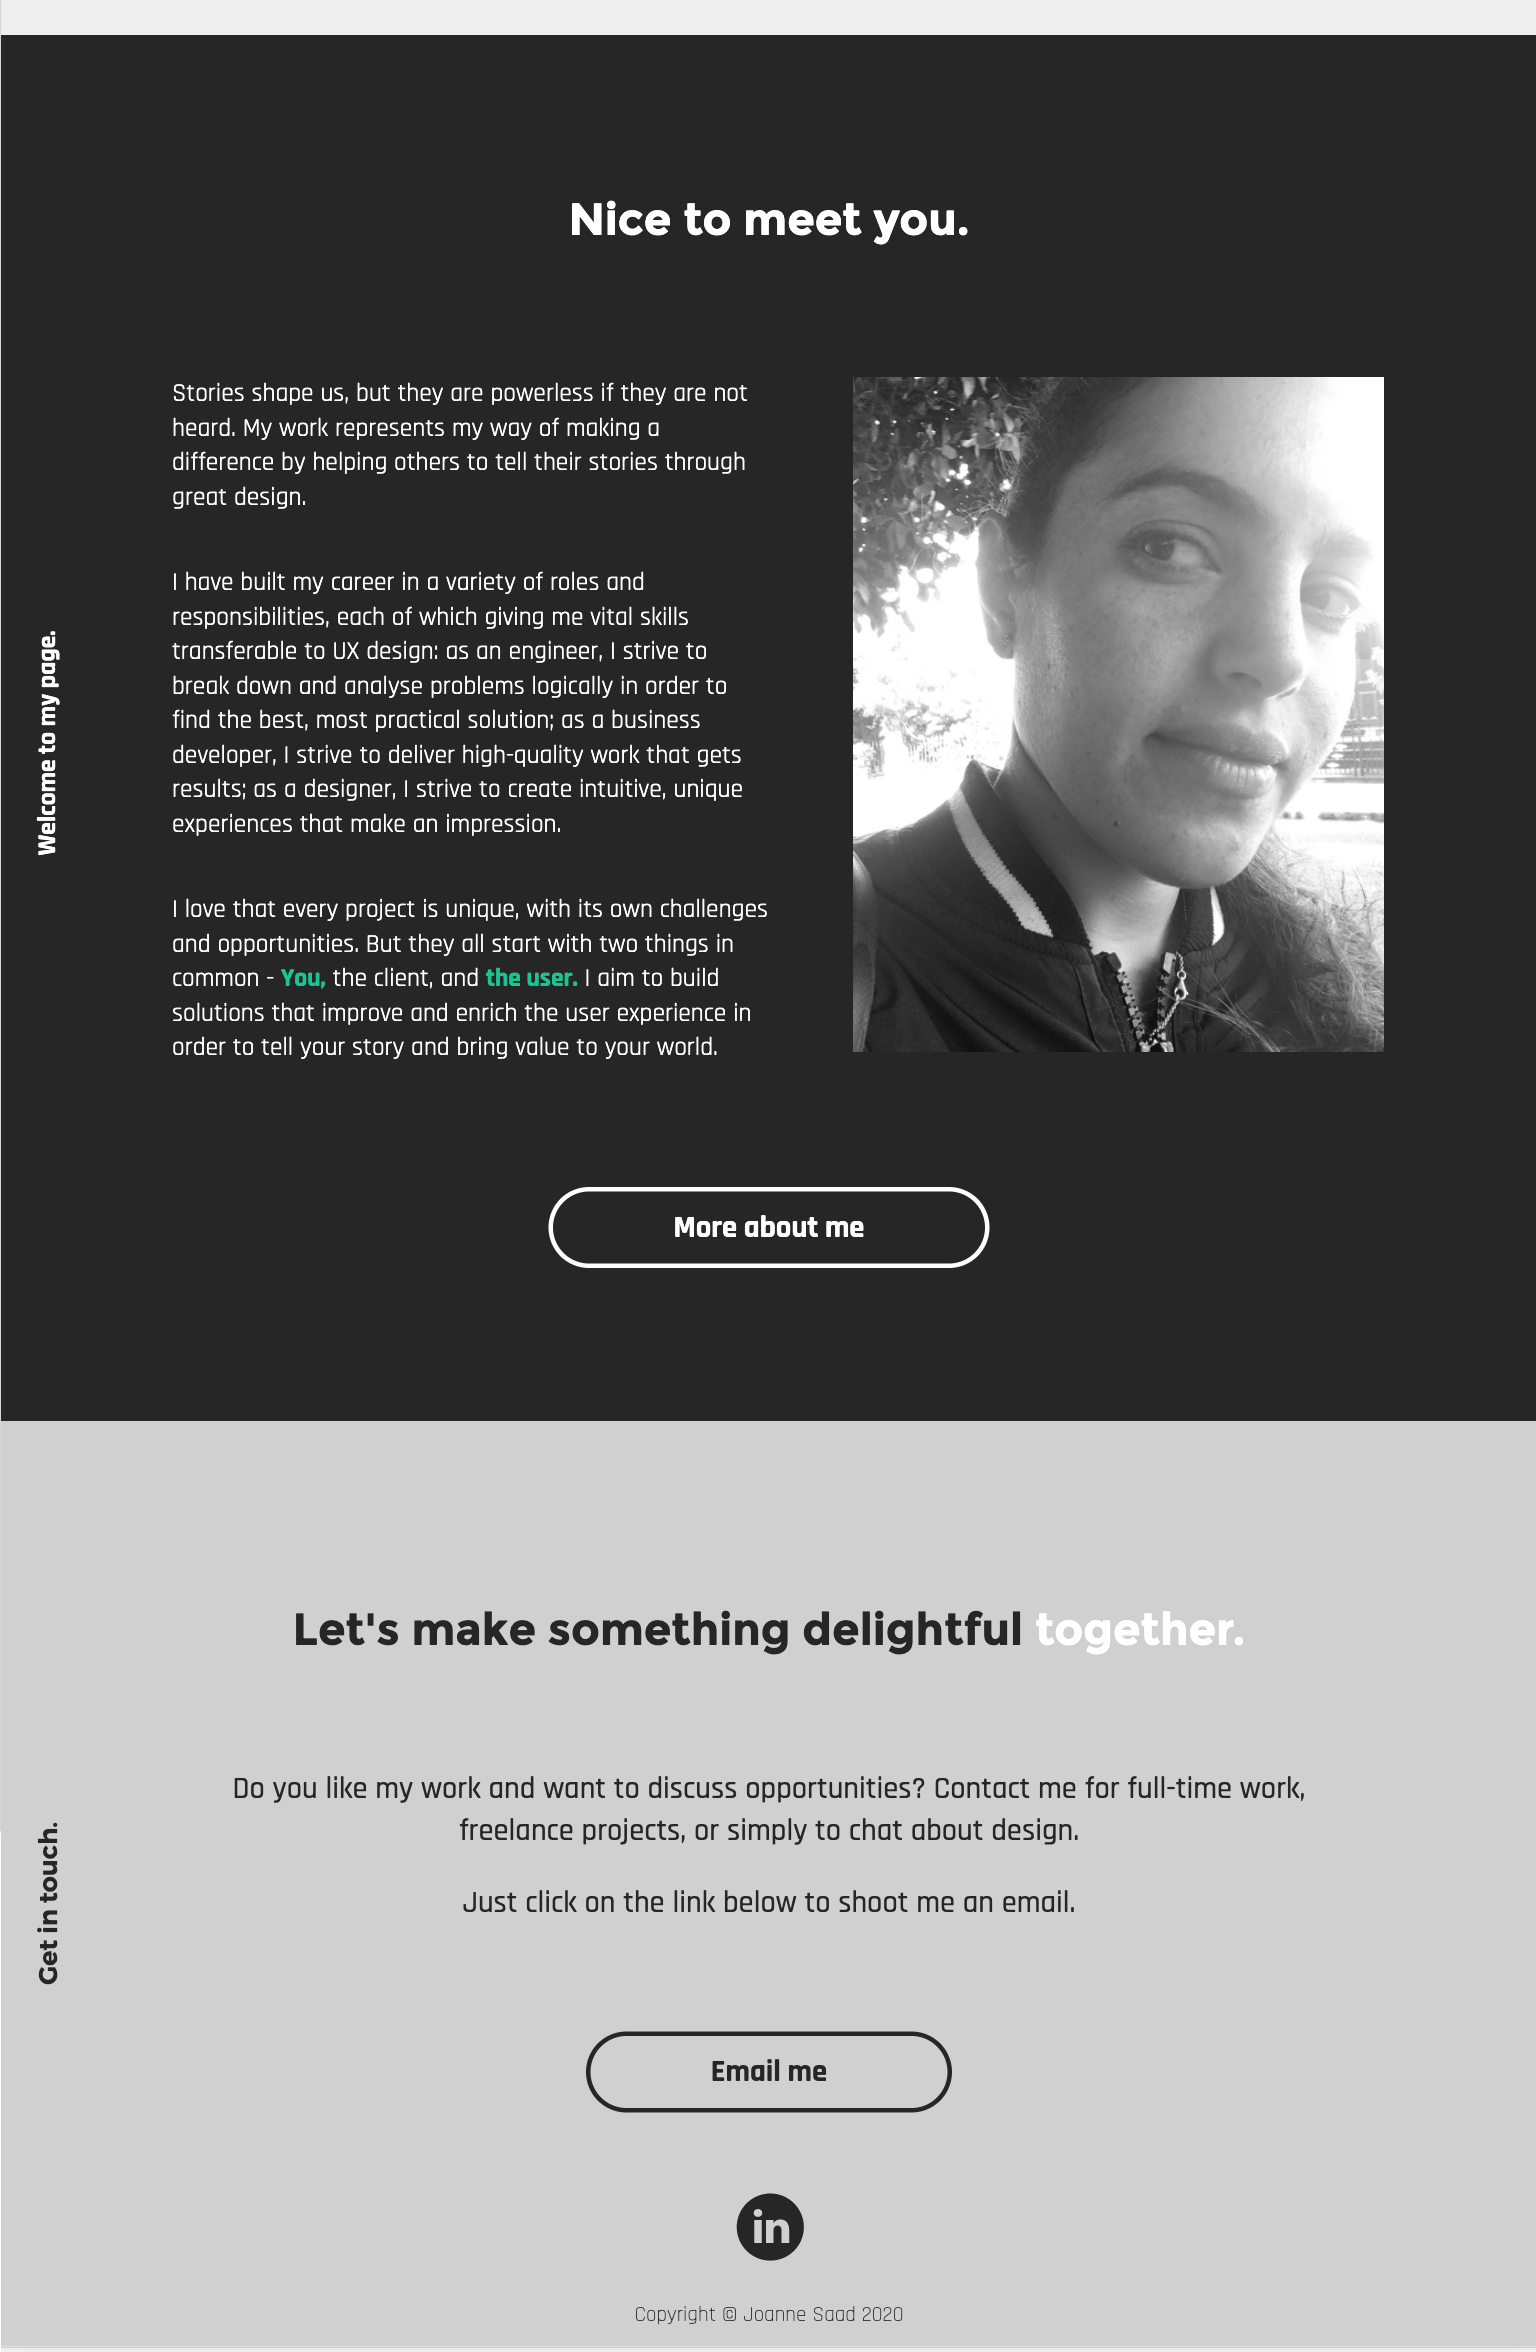 Nice to meet you.
Stories shape us, but they are powerless if they are not
heard. My work represents my way of making a
difference by helping others to tell their stories through
great design.
I have built my career in a variety of roles and
responsibilities, each of which giving me vital skills
transferable to UX design: as an engineer, I strive to
break down and analyse problems logically in order to
find the best, most practical solution; as a business
developer, I strive to deliver high-quality work that gets
results; as a designer, I strive to create intuitive, unique
experiences that make an impression.
I love that every project is unique, with its own challenges
and opportunities. But they all start with two things in
common - You, the client, and the user. I aim to build
solutions that improve and enrich the user experience in
order to tell your story and bring value to your world.
Welcome to my page.
More about me
Let's make something delightful together.
Do you like my work and want to discuss opportunities? Contact me for full-time work,
freelance projects, or simply to chat about design.
Just click on the link below to shoot me an email.
Get in touch.
Email me
in
Copyright © Joanne Saad 2020